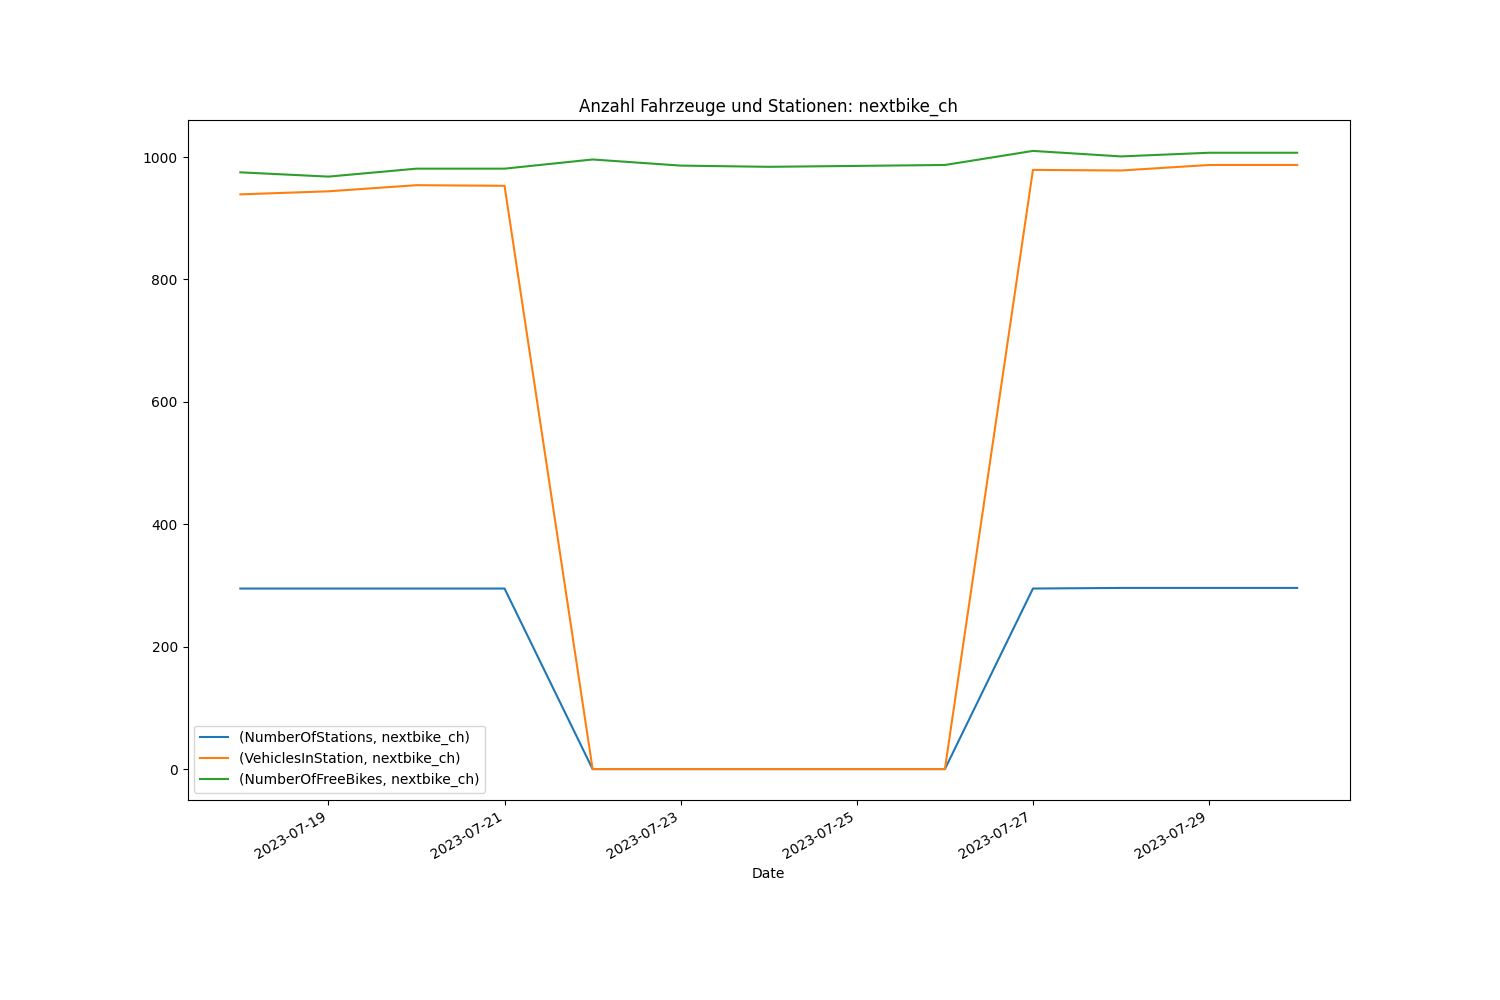 Anzahl Fahrzeuge und Stationen: nextbike_ch
1000
800
600
400
200
0
(NumberOfStations, nextbike_ch)
(VehiclesInStation, nextbike_ch)
(NumberOfFreeBikes, nextbike_ch)
2023-07-19
2023-07-21
2023-07-23
2023-07-25
2023-07-27
2023-07-29
Date